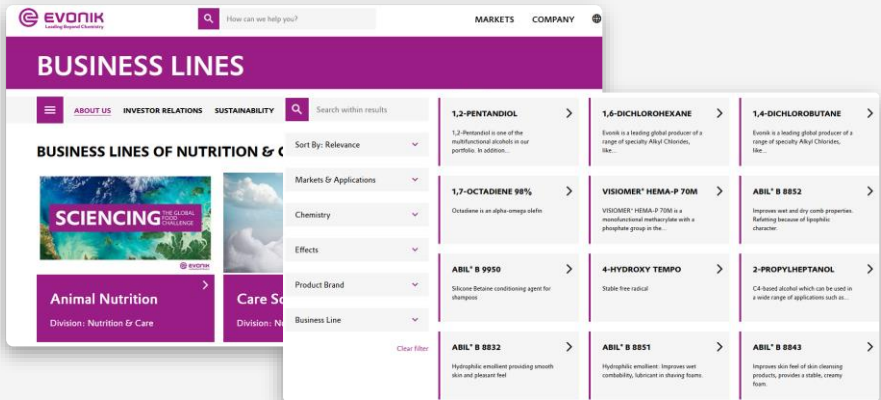 EVONIK
Leading Beyond Chemistry
How can we help you?
MARKETS
COMPANY
BUSINESS LINES
ABOUT US
INVESTOR RELATIONS
SUSTAINABILITY
BUSINESS LINES OF NUTRITION & C
SCIENCING
THE GLOBAL
FOOD
CHALLENGE
EVONIK
Animal Nutrition
Division: Nutrition & Care
Care So
Division: Nu
Search within results
Sort By: Relevance
Markets & Applications
Chemistry
Effects
Product Brand
Business Line
Clear filter
1,2-PENTANDIOL
1,2-Pentandiol is one of the
multifunctional alcohols in our
portfolio. In addition...
1,6-DICHLOROHEXANE
Evonik is a leading global producer of a
range of specialty Alkyl Chlorides,
like...
1,4-DICHLOROBUTANE
Evonik is a leading global producer of a
range of specialty Alkyl Chlorides,
like...
1,7-OCTADIENE 98%
Octadiene is an alpha-omega olefin
VISIOMER® HEMA-P 70M
VISIOMER® HEMA-P 70M is a
monofunctional methacrylate with a
phosphate group in the...
ABIL® B 8852
Improves wet and dry comb properties.
Refatting because of lipophilic
character.
ABIL® B 9950
Silicone Betaine conditioning agent for
shampoos
4-HYDROXY TEMPO
Stable free radical
2-PROPYLHEPTANOL
C4-based alcohol which can be used in
a wide range of applications such as...
ABIL® B 8832
Hydrophilic emollient providing smooth
skin and pleasant feel
ABIL® B 8851
Hydrophilic emollient: Improves wet
combability, lubricant in shaving foams.
ABIL® B 8843
Improves skin feel of skin cleansing
products, provides a stable, creamy
foam.